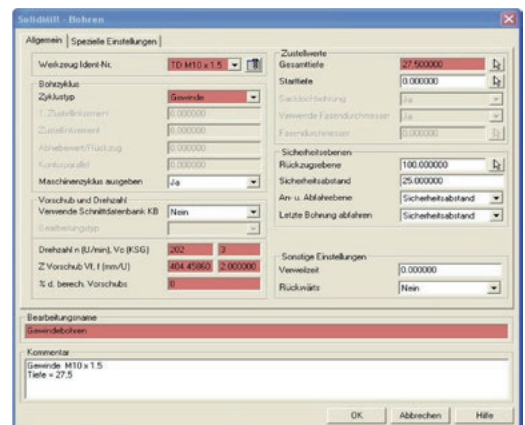 SolidMill - Bohren
Allgemein Spezielle Einstellungen
Werkzeug Ident-Nr. TD M10 x 1.5
Bohrzyklus
Zyklustyp Gewinde
1. Zustellinkrement 0.000000
Zustellinkrement 0.000000
Abhebewert/Rückzug 0.000000
Konturparallel 0.000000
Maschinenzyklus ausgeben Ja
Vorschub und Drehzahl
Verwende Schnittdatenbank KB Nein
Bearbeitungstyp
Drehzahl n (U/min), Vc (KSG) 202 3
Z Vorschub Vf, f (mm/U) 404.45860 2.000000
% d. berech. Vorschubs 0
Zustellwerte
Gesamttiefe 27.500000
Starttiefe 0.000000
Sacklochbohrung Ja
Verwende Fasendurchmesser Ja
Fasendurchmesser 0.000000
Sicherheitsebenen
Rückzugsebene 100.000000
Sicherheitsabstand 25.000000
An- u. Abfahrebene Sicherheitsabstand
Letzte Bohrung abfahren Sicherheitsabstand
Sonstige Einstellungen
Verweilzeit 0.000000
Rückwärts Nein
Bearbeitungsname
Gewindebohren
Kommentar
Gewinde M10 x 1.5
Tiefe = 27.5
OK Abbrechen Hilfe